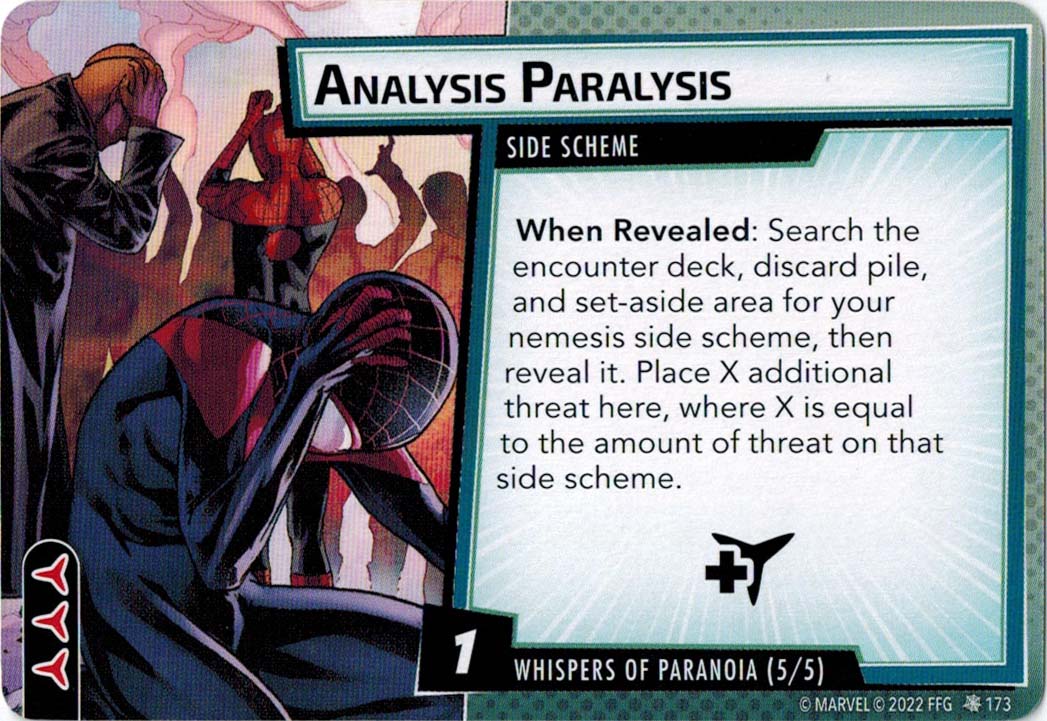 ANALYSIS PARALYSIS
SIDE SCHEME
When Revealed: Search the
encounter deck, discard pile,
and set-aside area for your
nemesis side scheme, then
reveal it. Place X additional
threat here, where X is equal
to the amount of threat on that
side scheme.
1
WHISPERS OF PARANOIA (5/5)
© MARVEL © 2022 FFG 173